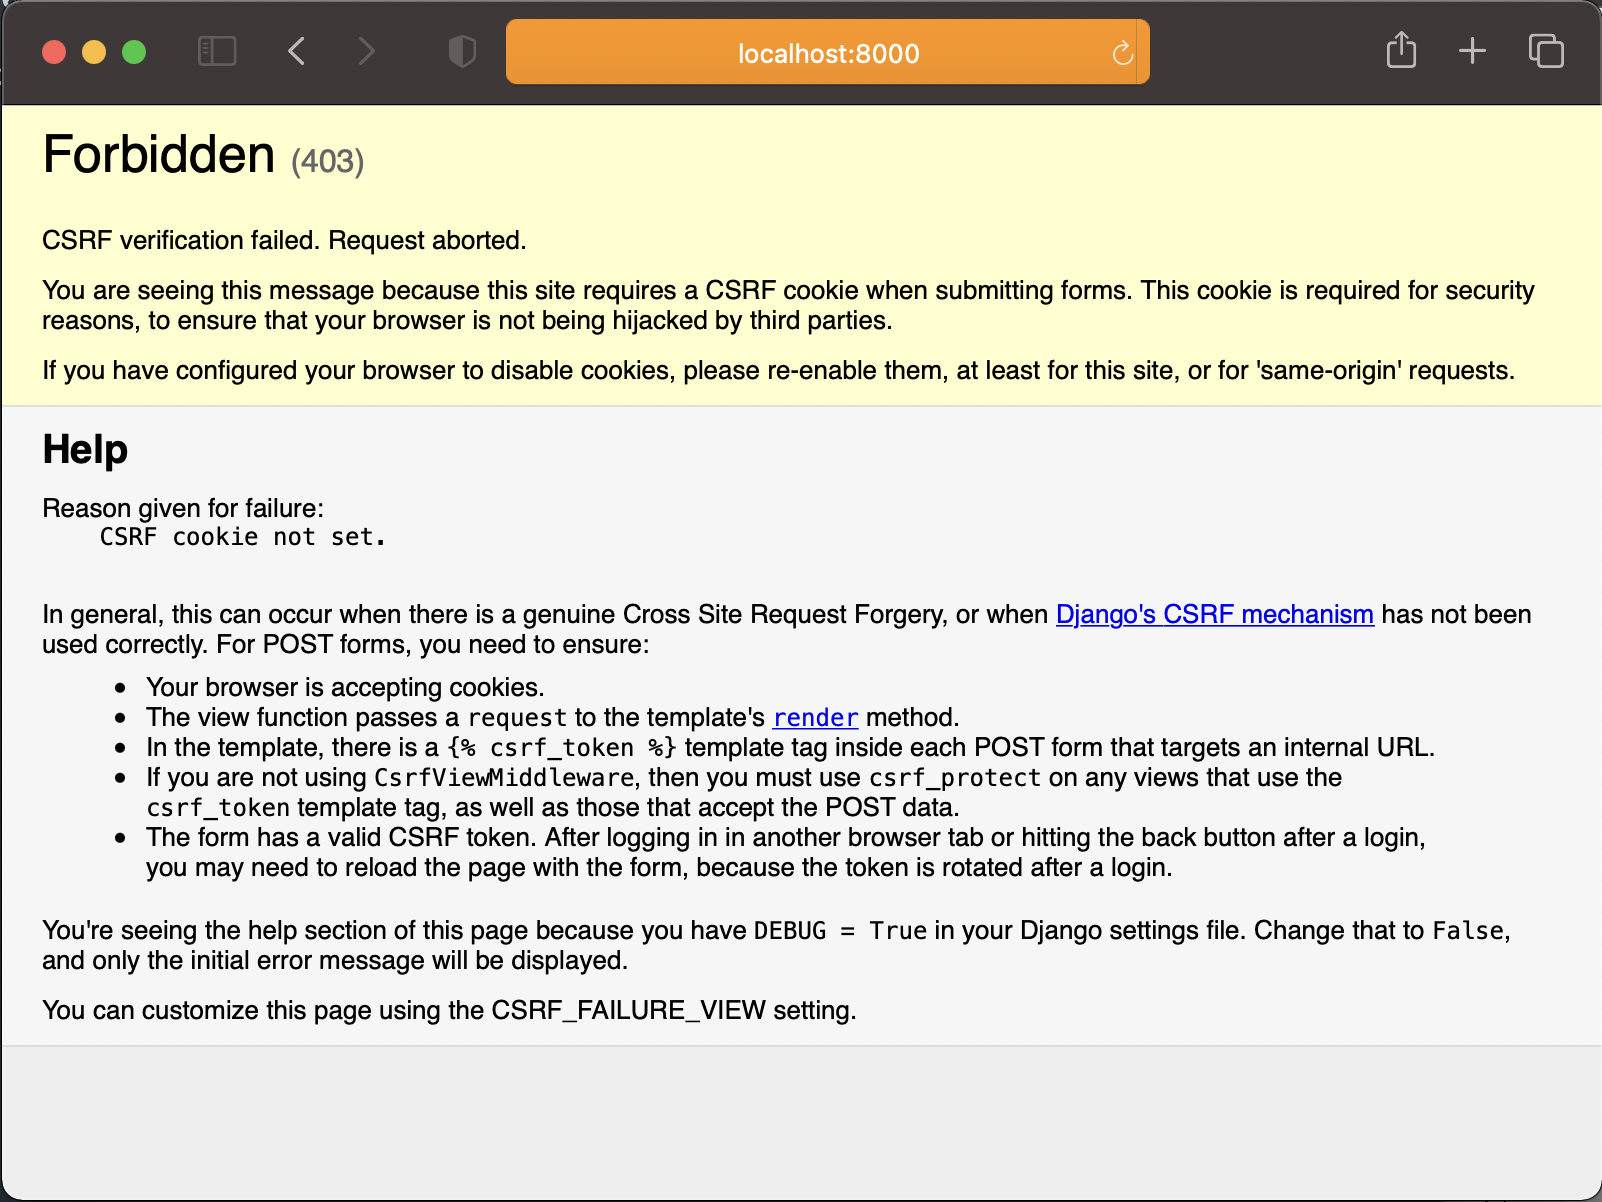 localhost:8000
Forbidden (403)
CSRF verification failed. Request aborted.
You are seeing this message because this site requires a CSRF cookie when submitting forms. This cookie is required for security
reasons, to ensure that your browser is not being hijacked by third parties.
If you have configured your browser to disable cookies, please re-enable them, at least for this site, or for 'same-origin' requests.
Help
Reason given for failure:
CSRF cookie not set.
In general, this can occur when there is a genuine Cross Site Request Forgery, or when Django's CSRF mechanism has not been
used correctly. For POST forms, you need to ensure:
• Your browser is accepting cookies.
• The view function passes a request to the template's render method.
• In the template, there is a {% csrf_token %} template tag inside each POST form that targets an internal URL.
• If you are not using CsrfViewMiddleware, then you must use csrf_protect on any views that use the
csrf_token template tag, as well as those that accept the POST data.
• The form has a valid CSRF token. After logging in in another browser tab or hitting the back button after a login,
you may need to reload the page with the form, because the token is rotated after a login.
You're seeing the help section of this page because you have DEBUG = True in your Django settings file. Change that to False,
and only the initial error message will be displayed.
You can customize this page using the CSRF_FAILURE_VIEW setting.